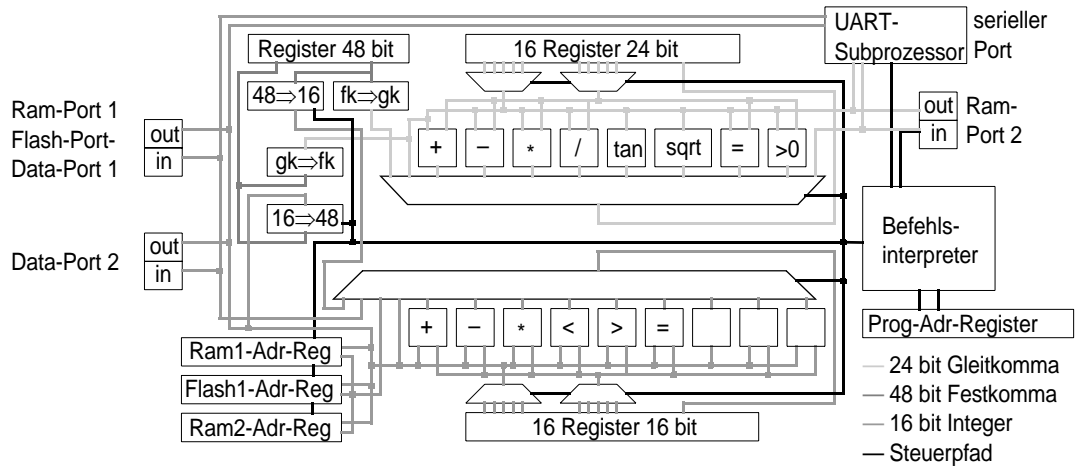 Register 48 bit
16 Register 24 bit
UART-
Subprozessor
serieller
Port
48⇒16
fk⇒gk
Ram-Port 1
Flash-Port-
Data-Port 1
out
in
out
in
Ram-
Port 2
+
−
*
/
tan
sqrt
=
>0
gk⇒fk
16⇒48
Befehls-
interpreter
Data-Port 2
out
in
+
−
*
<
>
=
Prog-Adr-Register
Ram1-Adr-Reg
Flash1-Adr-Reg
Ram2-Adr-Reg
16 Register 16 bit
24 bit Gleitkomma
48 bit Festkomma
16 bit Integer
Steuerpfad